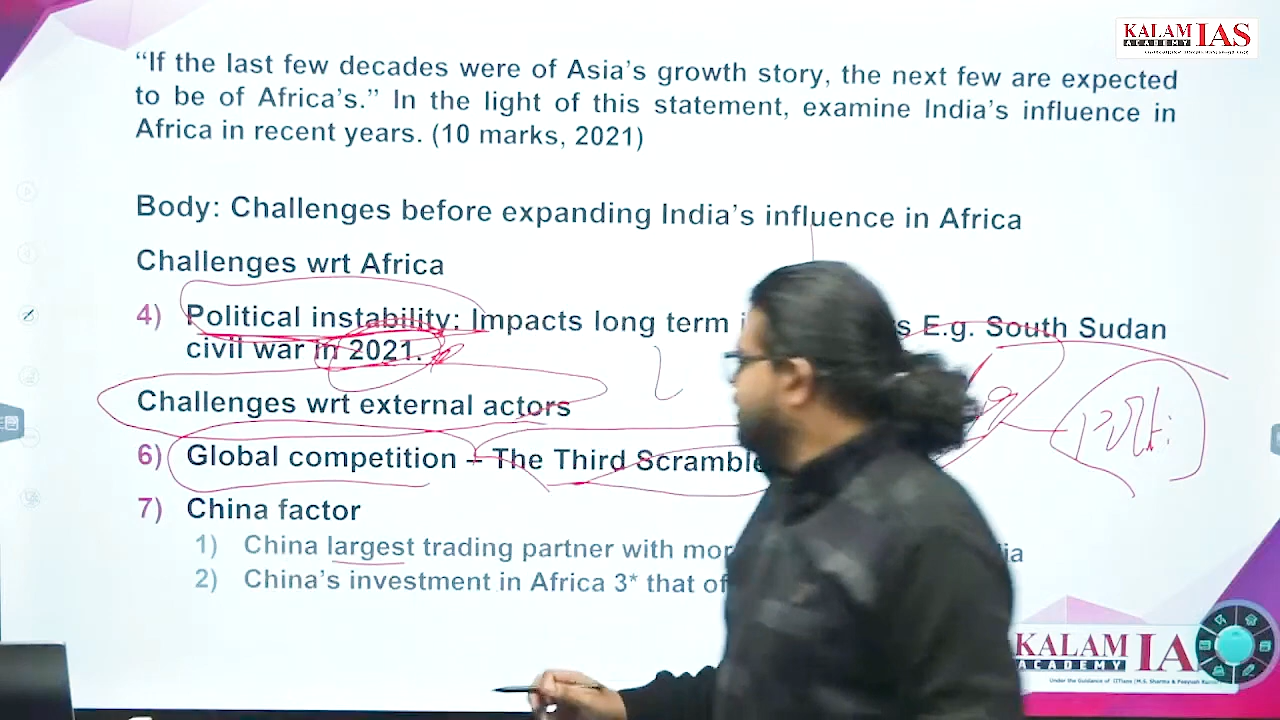 KALAM IAS
ACADEMY
“If the last few decades were of Asia’s growth story, the next few are expected
to be of Africa’s.” In the light of this statement, examine India’s influence in
Africa in recent years. (10 marks, 2021)
Body: Challenges before expanding India’s influence in Africa
Challenges wrt Africa
4) Political instability: Impacts long term E.g. South Sudan
civil war in 2021.
Challenges wrt external actors
6) Global competition – The Third Scramble
7) China factor
1) China largest trading partner with
2) China’s investment in Africa 3* that of
KALAM IA
ACADEMY